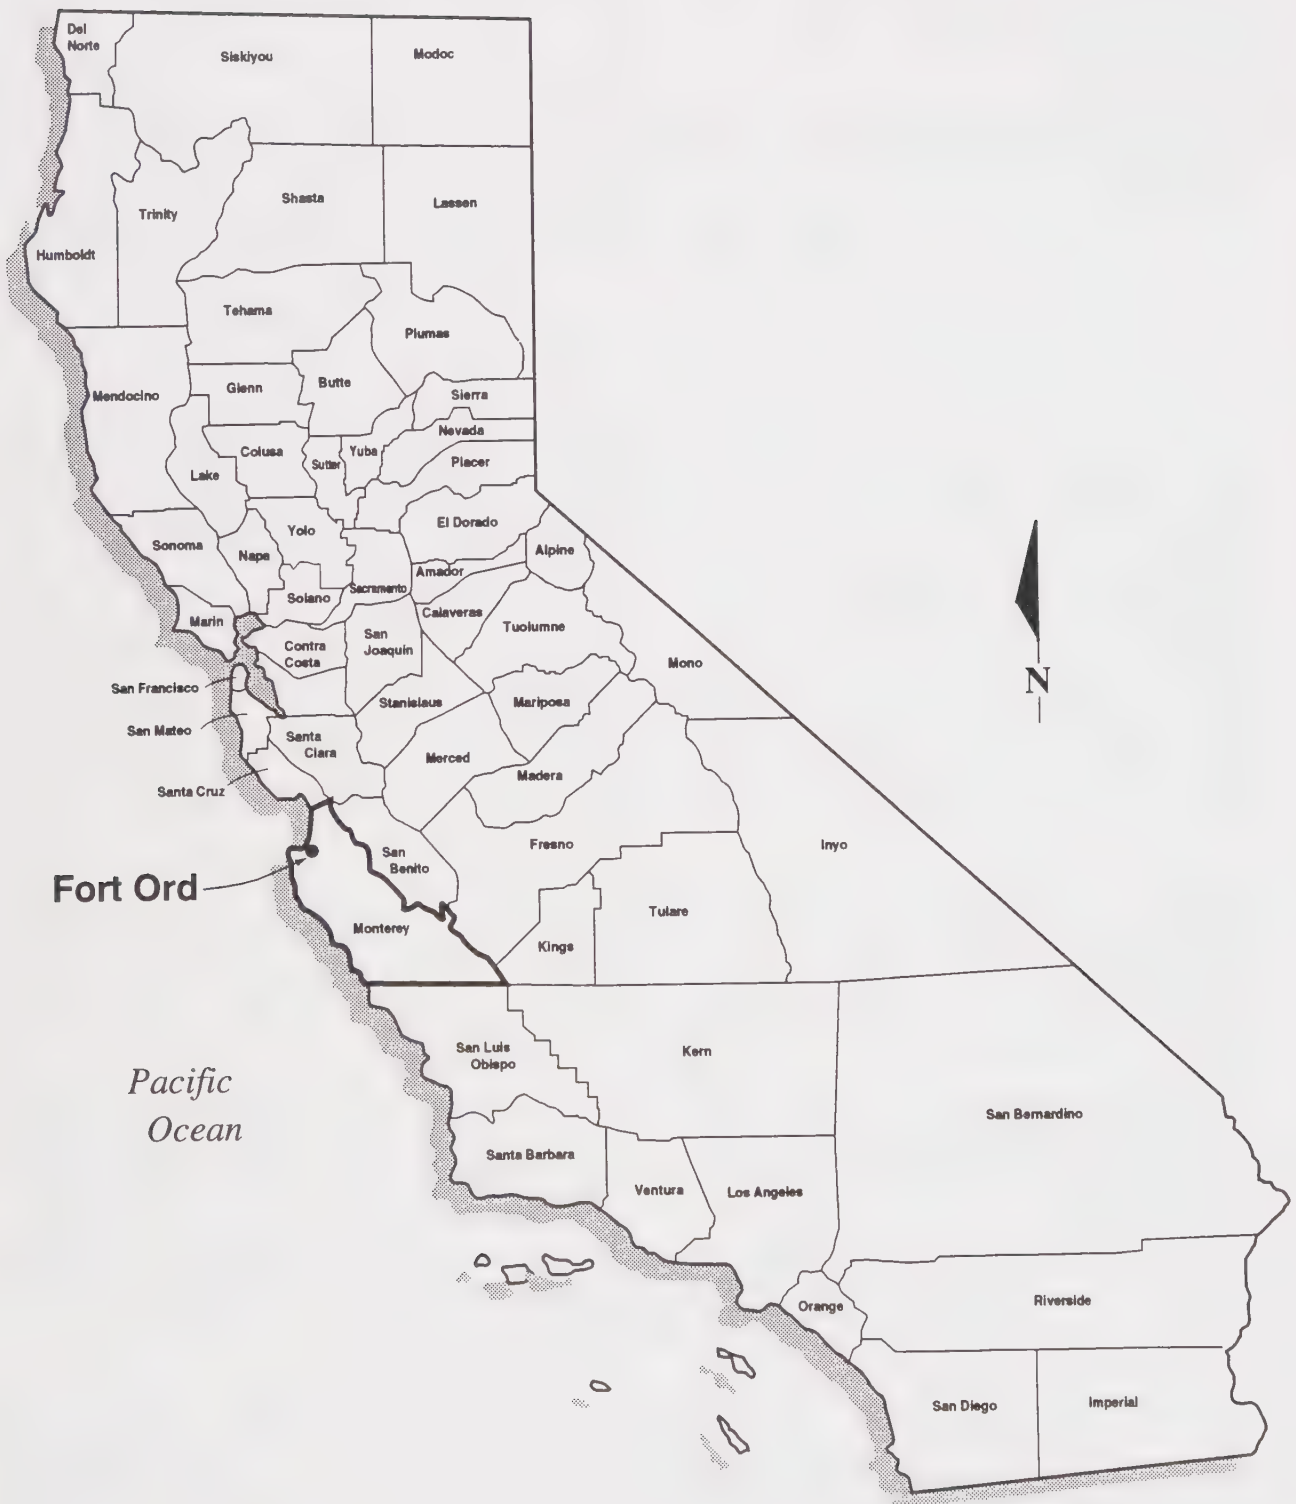 Del
Norte
Siskiyou
Modoc
Shasta
Lassen
Trinity
Humboldt
Tehama
Plumas
Mendocino
Glenn
Butte
Sierra
Nevada
Colusa
Sutter
Yuba
Placer
Lake
Yolo
El Dorado
Sonoma
Napa
Alpine
Amador
Sacramento
Solano
Calaveras
Marin
Tuolumne
San
Joaquin
Contra
Costa
Mono
N
San Francisco
Stanislaus
Mariposa
San Mateo
Santa
Clara
Merced
Madera
Santa Cruz
Fresno
Inyo
San
Benito
Fort Ord
Tulare
Monterey
Kings
San Luis
Obispo
Kern
Pacific
Ocean
San Bernardino
Santa Barbara
Ventura
Los Angeles
Orange
Riverside
San Diego
Imperial